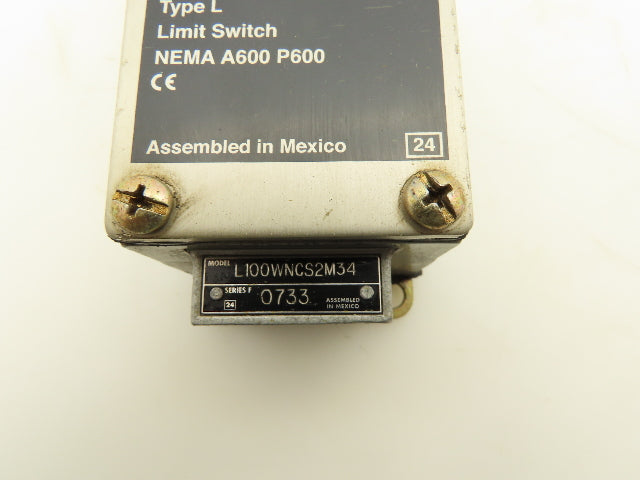 Type L
Limit Switch
NEMA A600 P600
CE
Assembled in Mexico 24
MODEL L100WNCS2M34
SERIES F 0733 ASSEMBLED
24 IN MEXICO